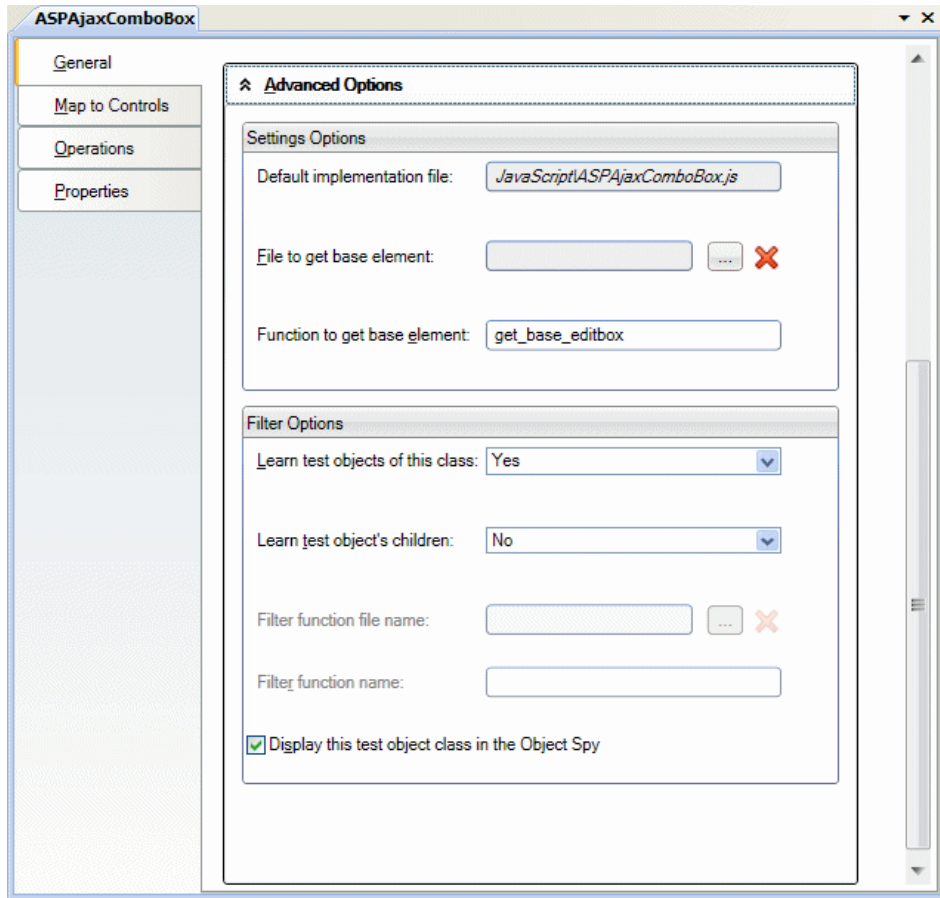 ASPAjaxComboBox
General
Map to Controls
Operations
Properties
Advanced Options
Settings Options
Default implementation file: JavaScript\ASPAjaxComboBox.js
File to get base element: ...
Function to get base element: get_base_editbox
Filter Options
Learn test objects of this class: Yes
Learn test object's children: No
Filter function file name: ...
Filter function name:
Display this test object class in the Object Spy